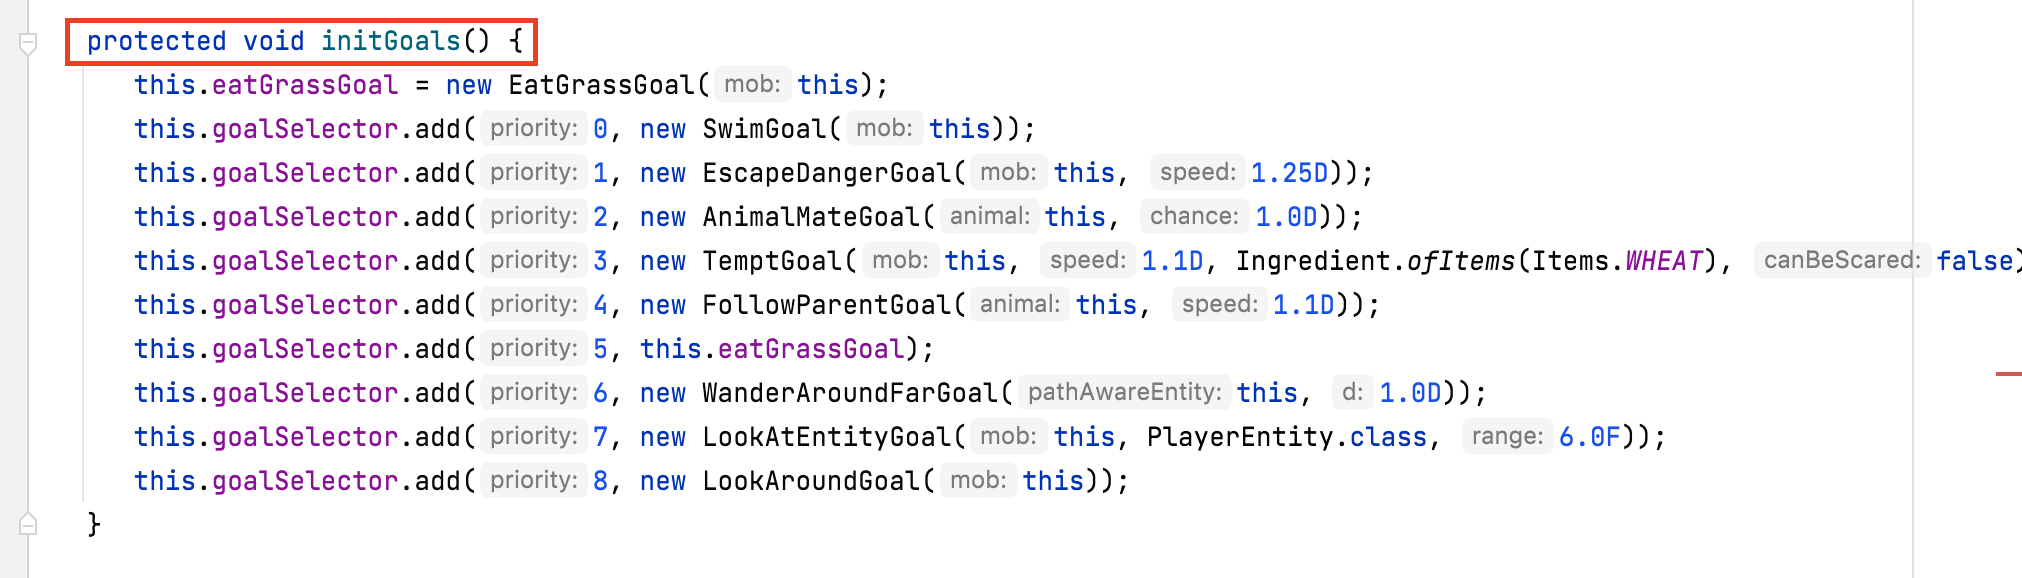 protected void initGoals() {
this.eatGrassGoal = new EatGrassGoal( mob: this);
this.goalSelector.add( priority: 0, new SwimGoal( mob: this));
this.goalSelector.add( priority: 1, new EscapeDangerGoal( mob: this, speed: 1.25D));
this.goalSelector.add( priority: 2, new AnimalMateGoal( animal: this, chance: 1.0D));
this.goalSelector.add( priority: 3, new TemptGoal( mob: this, speed: 1.1D, Ingredient.ofItems(Items.WHEAT), canBeScared: false)
this.goalSelector.add( priority: 4, new FollowParentGoal( animal: this, speed: 1.1D));
this.goalSelector.add( priority: 5, this.eatGrassGoal);
this.goalSelector.add( priority: 6, new WanderAroundFarGoal( pathAwareEntity: this, d: 1.0D));
this.goalSelector.add( priority: 7, new LookAtEntityGoal( mob: this, PlayerEntity.class, range: 6.0F));
this.goalSelector.add( priority: 8, new LookAroundGoal( mob: this));
}